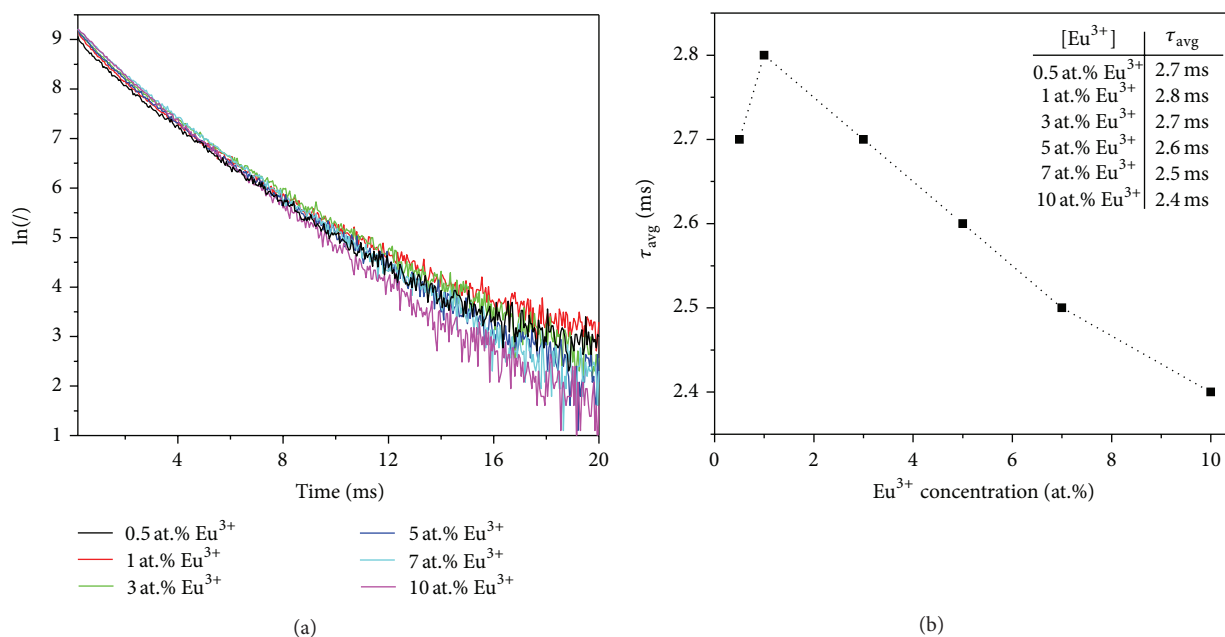 9
8
7
6
5
4
3
2
1
ln(/)
4
8
12
16
20
Time (ms)
0.5 at.% Eu³⁺
1 at.% Eu³⁺
3 at.% Eu³⁺
5 at.% Eu³⁺
7 at.% Eu³⁺
10 at.% Eu³⁺
(a)
2.8
2.7
2.6
2.5
2.4
τavg (ms)
0
2
4
6
8
10
Eu³⁺ concentration (at.%)
[Eu³⁺] τavg
0.5 at.% Eu³⁺ 2.7 ms
1 at.% Eu³⁺ 2.8 ms
3 at.% Eu³⁺ 2.7 ms
5 at.% Eu³⁺ 2.6 ms
7 at.% Eu³⁺ 2.5 ms
10 at.% Eu³⁺ 2.4 ms
(b)